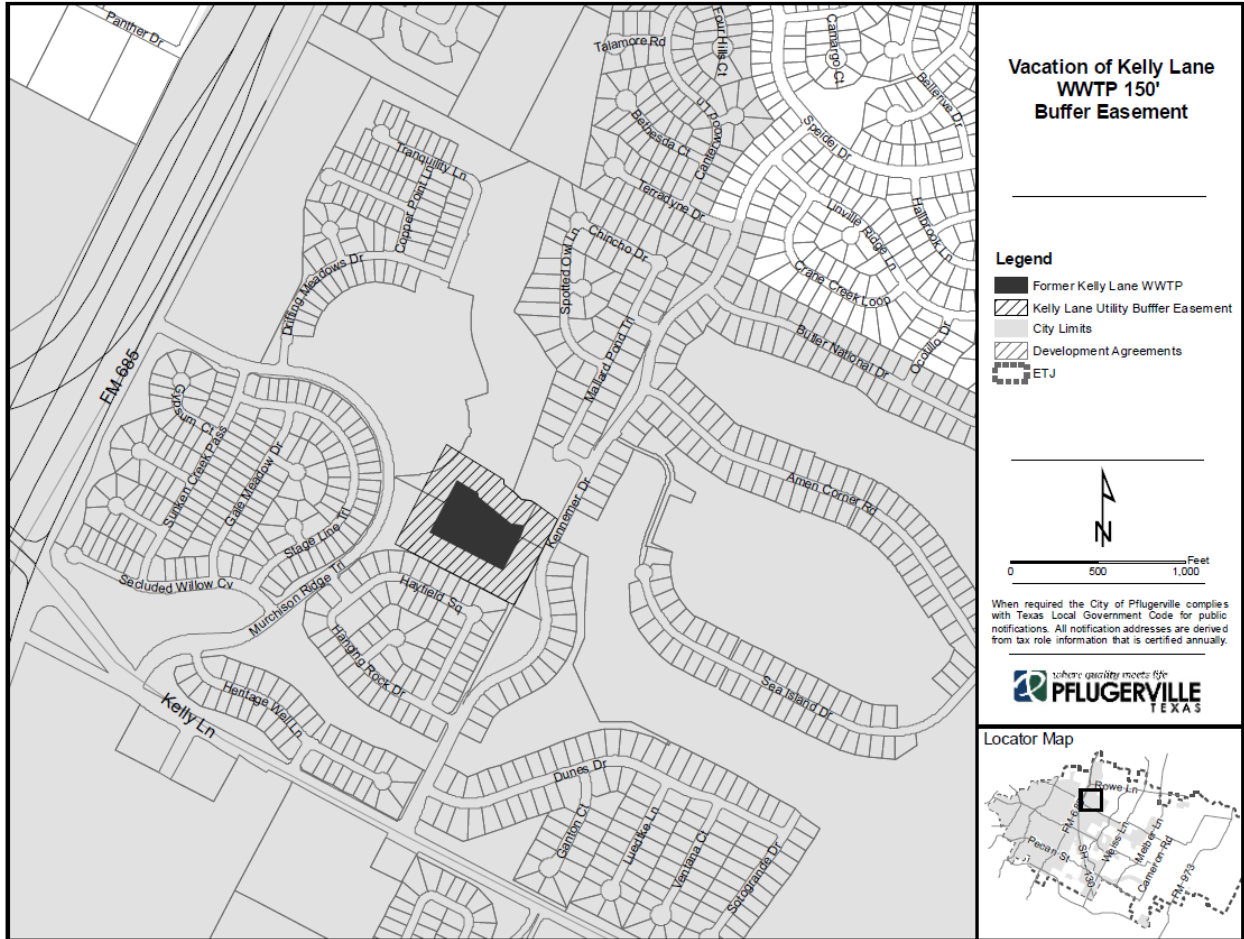 Panther Dr
Talamore Rd
Four Hills Ct
Camargo Ct
Bellerive Dr
Bethesda Ct
Canterwood Ln
Speidel Dr
Tranquility Ln
Copper Point Ln
Terradyne Dr
Linville Ridge Ln
Hallbrook Ln
Chincho Dr
Spotted Owl Ln
Crane Creek Loop
Drifting Meadows Dr
Butler National Dr
Ocotillo Dr
Mallard Pond Trl
FM 685
Gypsum Ct
Sunken Creek Pass
Gale Meadow Dr
Amen Corner Rd
Kennemer Dr
Stage Line Trl
Secluded Willow Cv
Murchison Ridge Trl
Hayfield Sq
Hanging Rock Dr
Sea Island Dr
Heritage Well Ln
Kelly Ln
Dunes Dr
Ganton Ct
Luedtke Ln
Ventana Ct
Sotogrande Dr
Vacation of Kelly Lane
WWTP 150'
Buffer Easement
Legend
Former Kelly Lane WWTP
Kelly Lane Utility Bufffer Easement
City Limits
Development Agreements
ETJ
N
Feet
0 500 1,000
When required the City of Pflugerville complies
with Texas Local Government Code for public
notifications. All notification addresses are derived
from tax role information that is certified annually.
where quality meets life
PFLUGERVILLE
TEXAS
Locator Map
Rowe Ln
Weiss Ln
Melber Ln
Pecan St
SH 130
Cameron Rd
FM 973